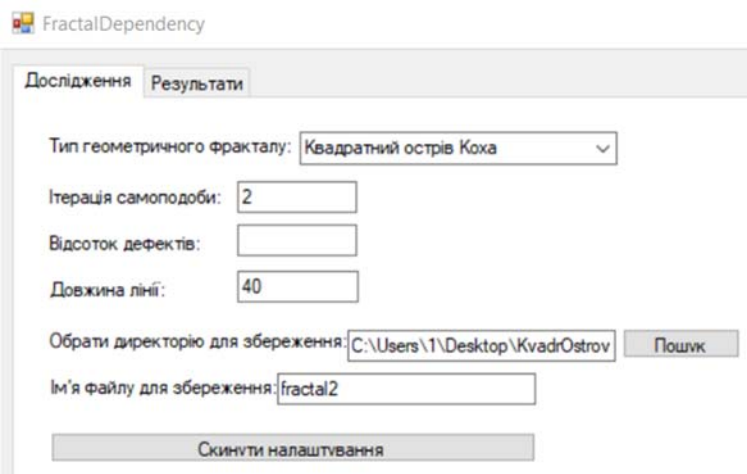 FractalDependency
Дослідження Результати
Тип геометричного фракталу: Квадратний острів Коха
Ітерація самоподоби: 2
Відсоток дефектів:
Довжина лінії: 40
Обрати директорію для збереження: C:\Users\1\Desktop\KvadrOstrov Пошук
Ім'я файлу для збереження: fractal2
Скинути налаштування